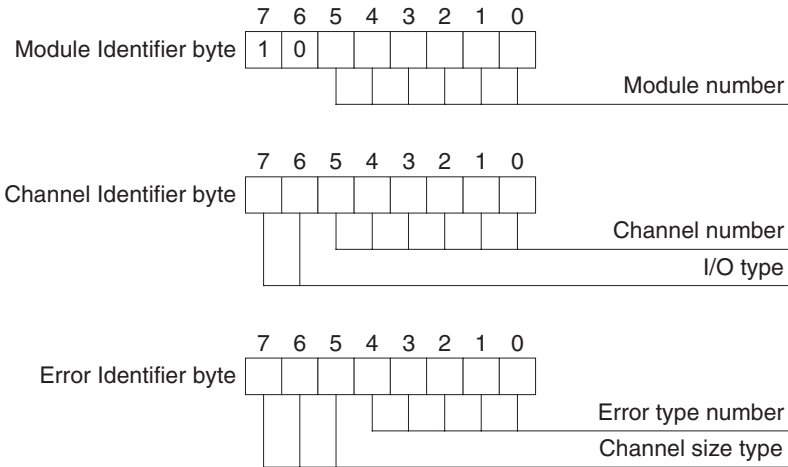 7 6 5 4 3 2 1 0
Module Identifier byte 1 0
Module number
7 6 5 4 3 2 1 0
Channel Identifier byte
Channel number
I/O type
7 6 5 4 3 2 1 0
Error Identifier byte
Error type number
Channel size type